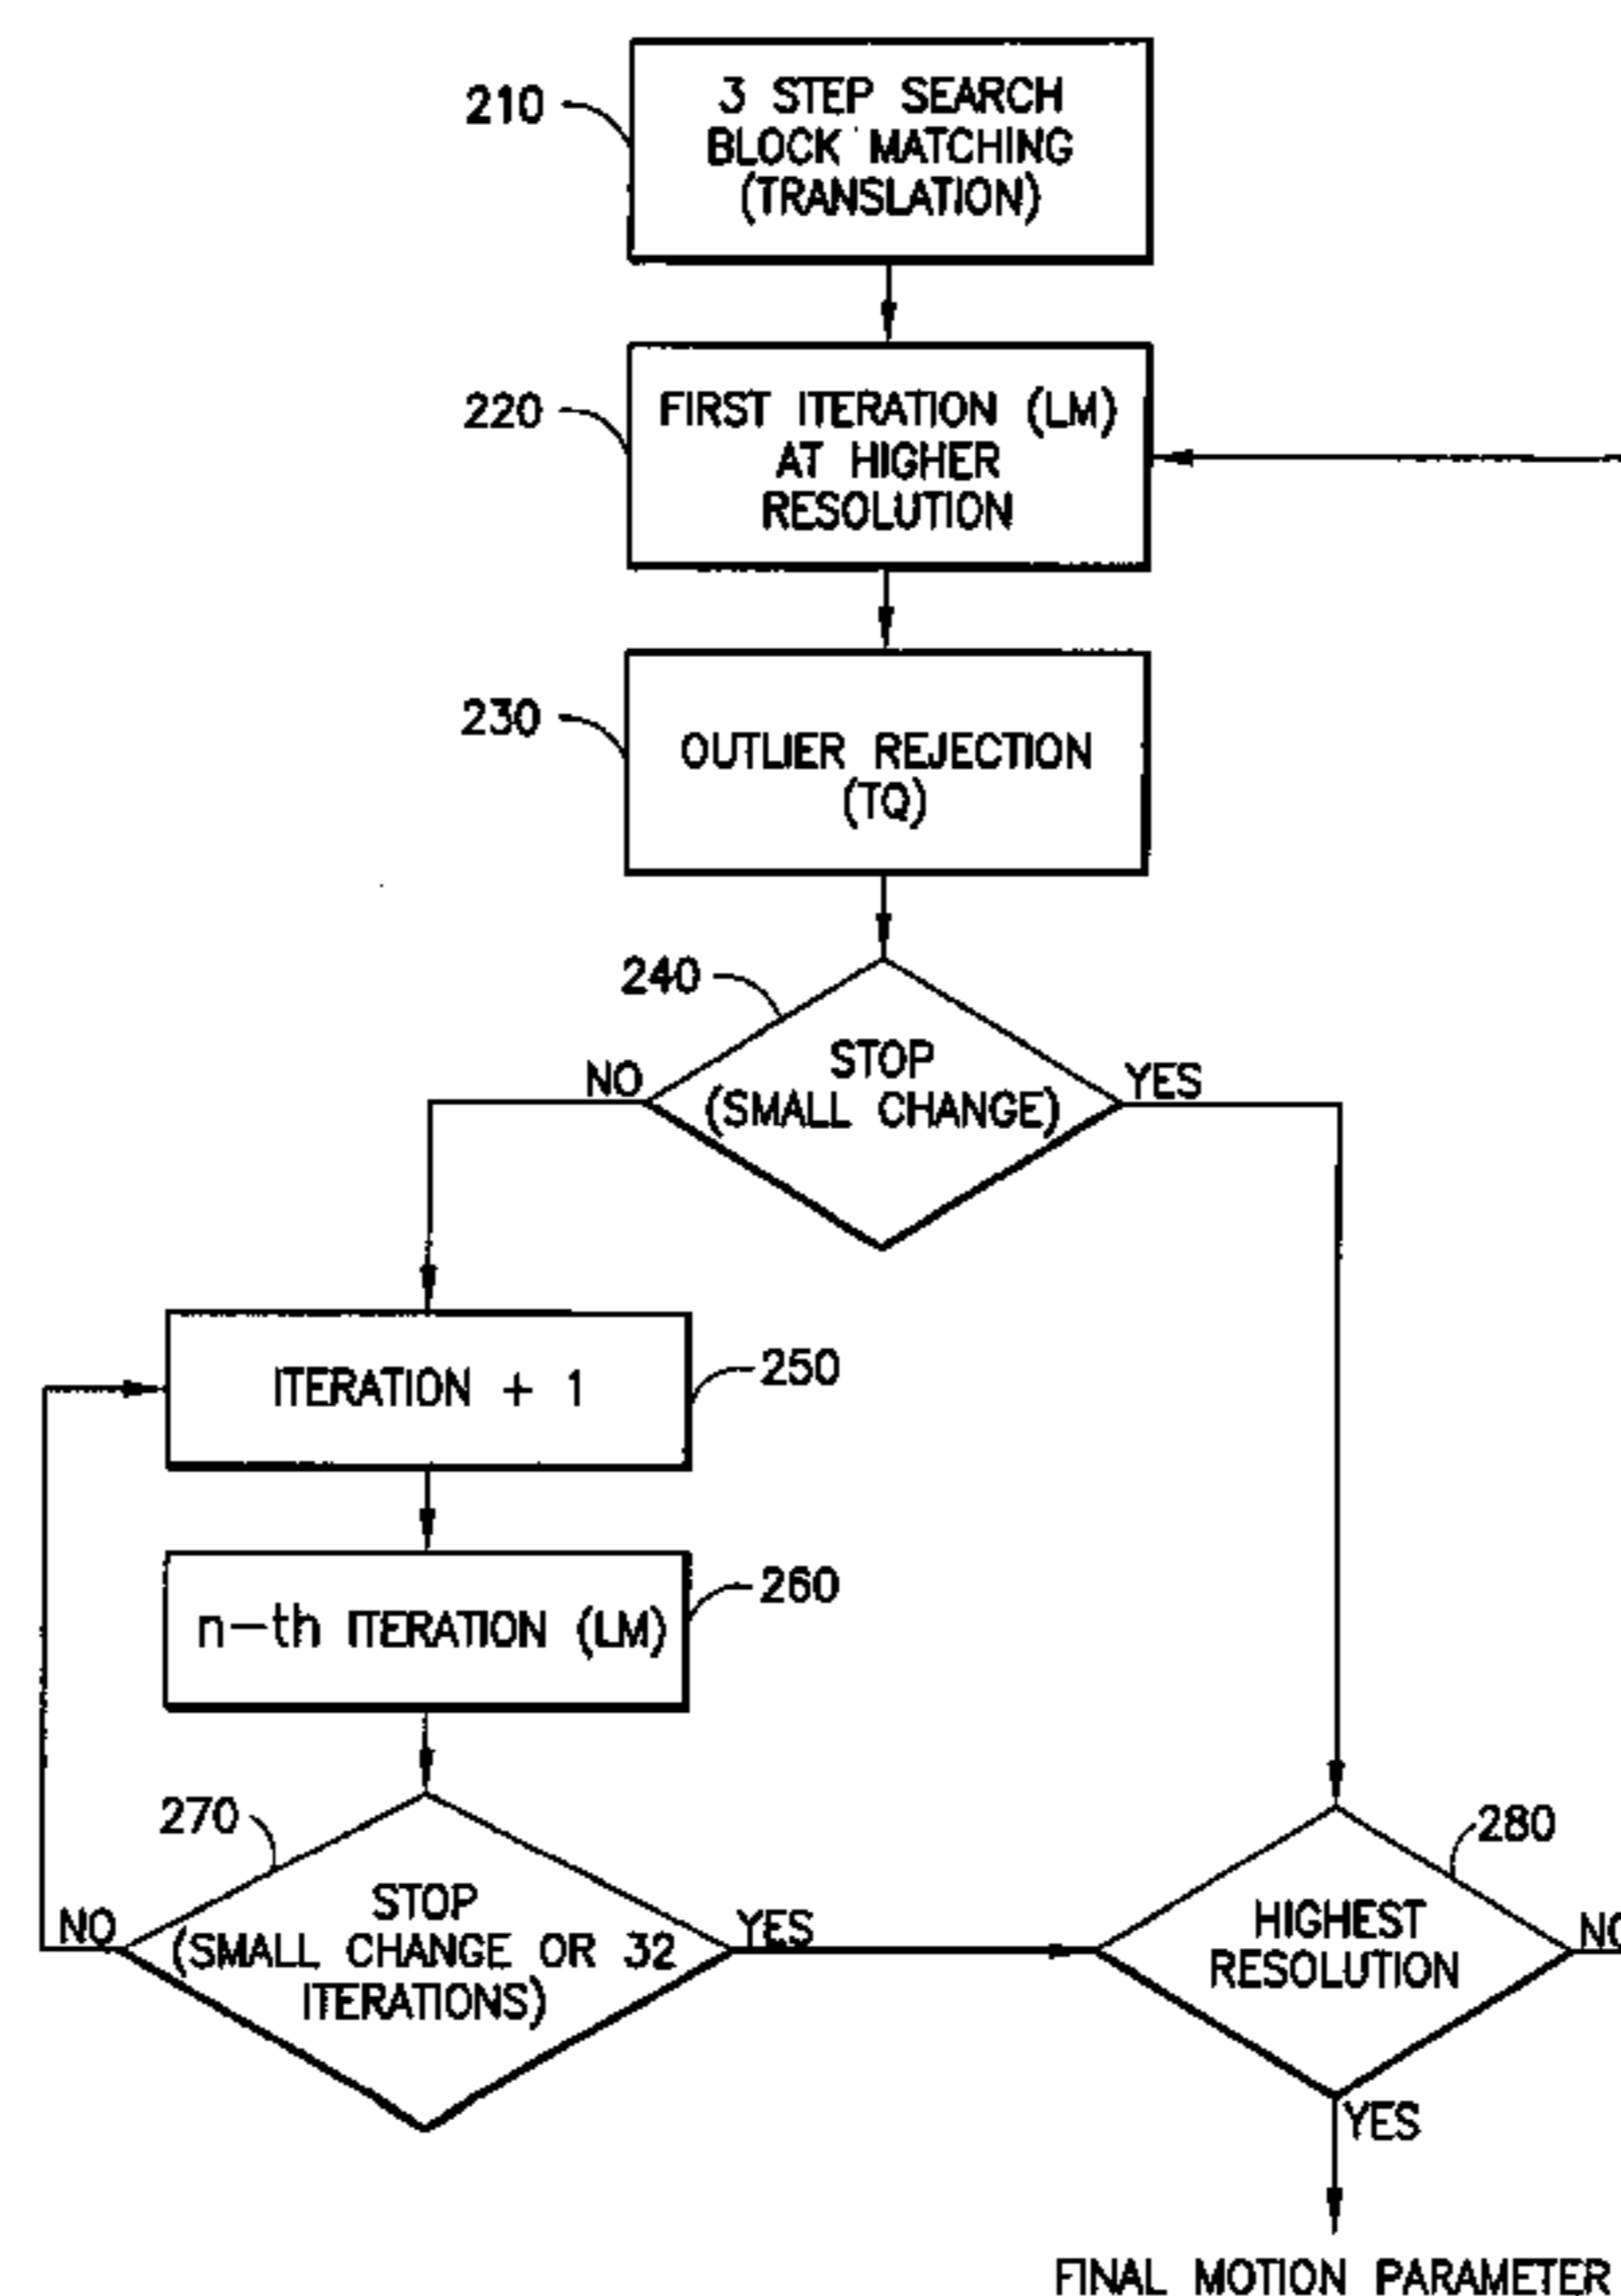 210
3 STEP SEARCH
BLOCK MATCHING
(TRANSLATION)
220
FIRST ITERATION (LM)
AT HIGHER
RESOLUTION
230
OUTLIER REJECTION
(TQ)
240
STOP
(SMALL CHANGE)
NO
YES
ITERATION + 1
250
n-th ITERATION (LM)
260
270
STOP
(SMALL CHANGE OR 32
ITERATIONS)
NO
YES
280
HIGHEST
RESOLUTION
NO
YES
FINAL MOTION PARAMETER